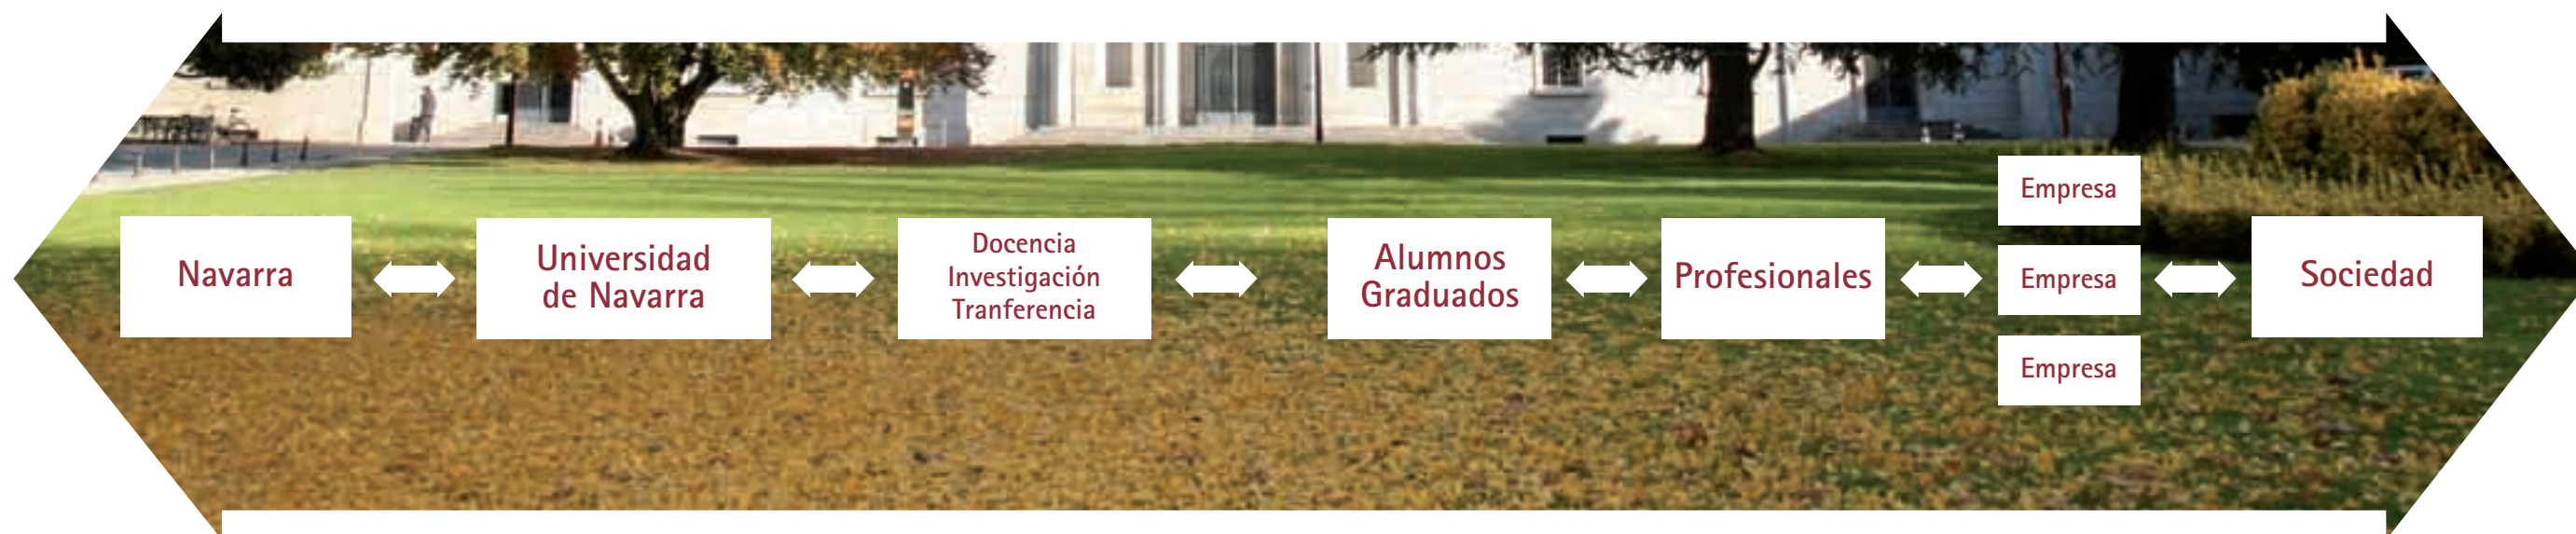 Navarra
Universidad
de Navarra
Docencia
Investigación
Tranferencia
Alumnos
Graduados
Profesionales
Empresa
Empresa
Empresa
Sociedad